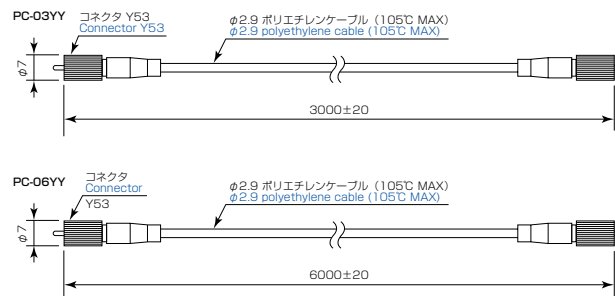 PC-03YY
コネクタ Y53
Connector Y53
φ2.9 ポリエチレンケーブル（105℃ MAX）
φ2.9 polyethylene cable (105℃ MAX)
φ7
3000±20
PC-06YY
コネクタ
Connector
Y53
φ2.9 ポリエチレンケーブル（105℃ MAX）
φ2.9 polyethylene cable (105℃ MAX)
φ7
6000±20